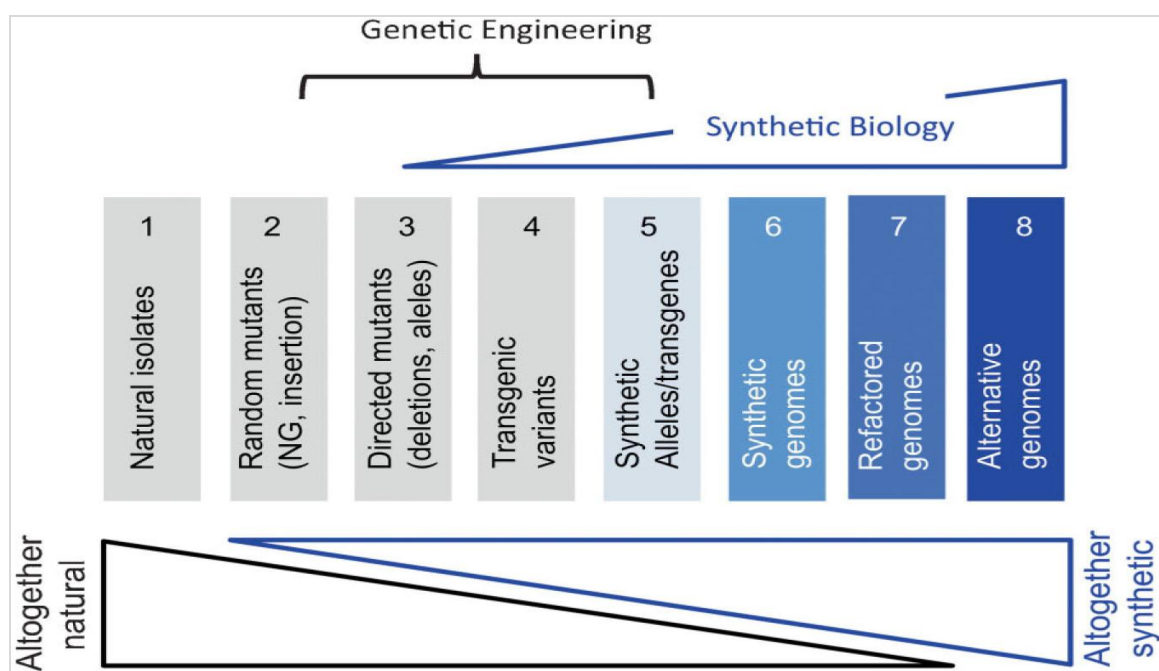 Genetic Engineering
Synthetic Biology
1
Natural isolates
2
Random mutants
(NG, insertion)
3
Directed mutants
(deletions, aleles)
4
Transgenic
variants
5
Synthetic
Alleles/transgenes
6
Synthetic
genomes
7
Refactored
genomes
8
Alternative
genomes
Altogether
natural
Altogether
synthetic